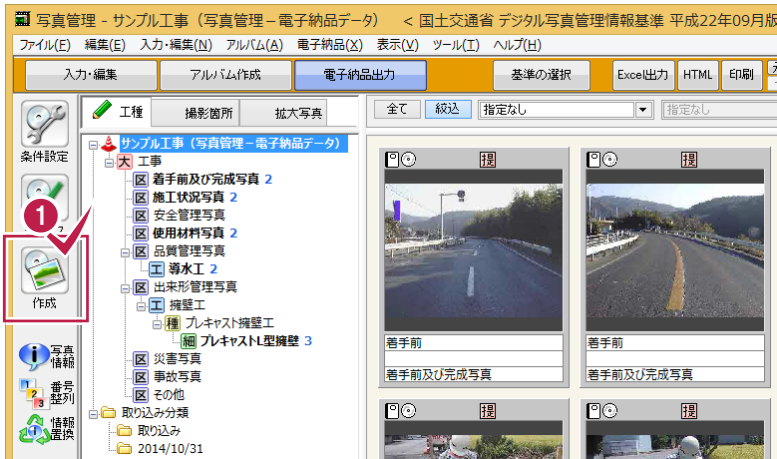 写真管理 - サンプル工事（写真管理－電子納品データ） < 国土交通省 デジタル写真管理情報基準 平成22年09月版
ファイル(F) 編集(E) 入力・編集(N) アルバム(A) 電子納品(X) 表示(V) ツール(T) ヘルプ(H)
入力・編集 アルバム作成 電子納品出力 基準の選択 Excel出力 HTML 印刷
工種 撮影箇所 拡大写真 全て 絞込 指定なし 指定なし
条件設定
1
作成
写真情報
番号整列
情報置換
サンプル工事（写真管理－電子納品データ）
大 工事
区 着手前及び完成写真 2
区 施工状況写真 2
区 安全管理写真
区 使用材料写真 2
区 品質管理写真
工 導水工 2
区 出来形管理写真
工 擁壁工
種 プレキャスト擁壁工
細 プレキャストL型擁壁 3
区 災害写真
区 事故写真
区 その他
取り込み分類
取り込み
2014/10/31
提 提
着手前 着手前
着手前及び完成写真 着手前及び完成写真
提 提